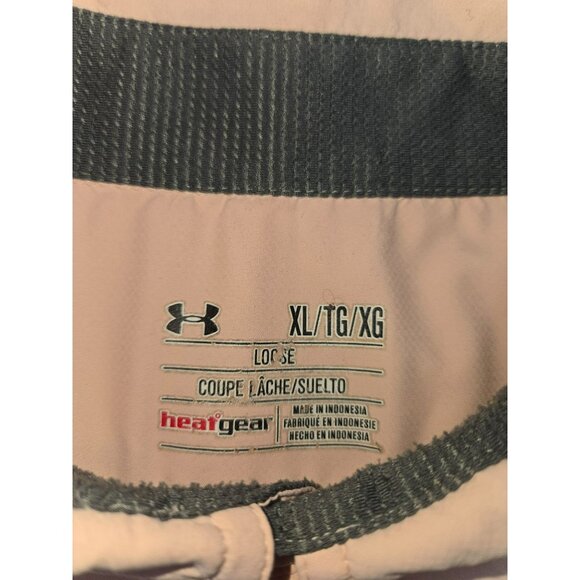 XL/TG/XG
LOOSE
COUPE LÂCHE/SUELTO
heatgear
MADE IN INDONESIA
FABRIQUÉ EN INDONESIE
HECHO EN INDONESIA